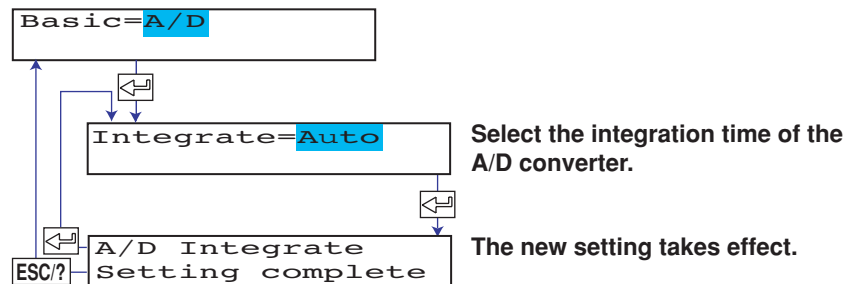 Basic=A/D
Integrate=Auto
Select the integration time of the
A/D converter.
A/D Integrate
Setting complete
The new setting takes effect.
ESC/?